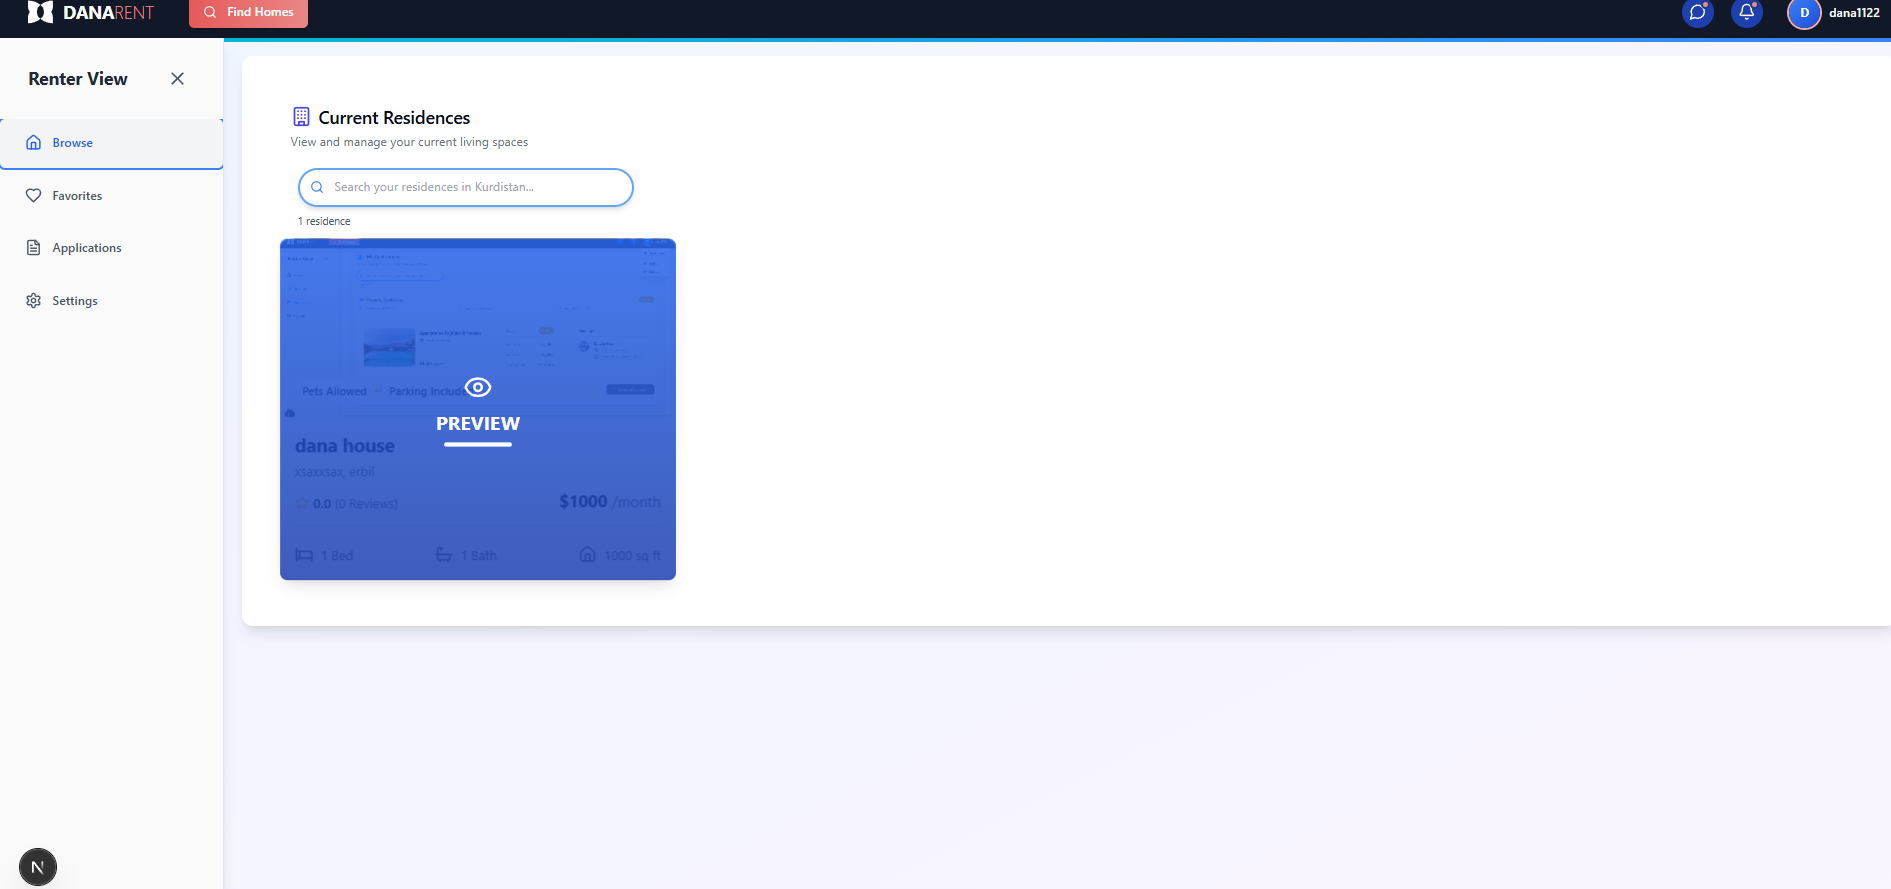 DANARENT
Find Homes
D
dana1122
Renter View
Browse
Favorites
Applications
Settings
Current Residences
View and manage your current living spaces
Search your residences in Kurdistan...
1 residence
Pets Allowed
Parking Include
PREVIEW
dana house
xsaxxsax, erbil
0.0 (0 Reviews)
$1000 /month
1 Bed
1 Bath
1000 sq ft
N